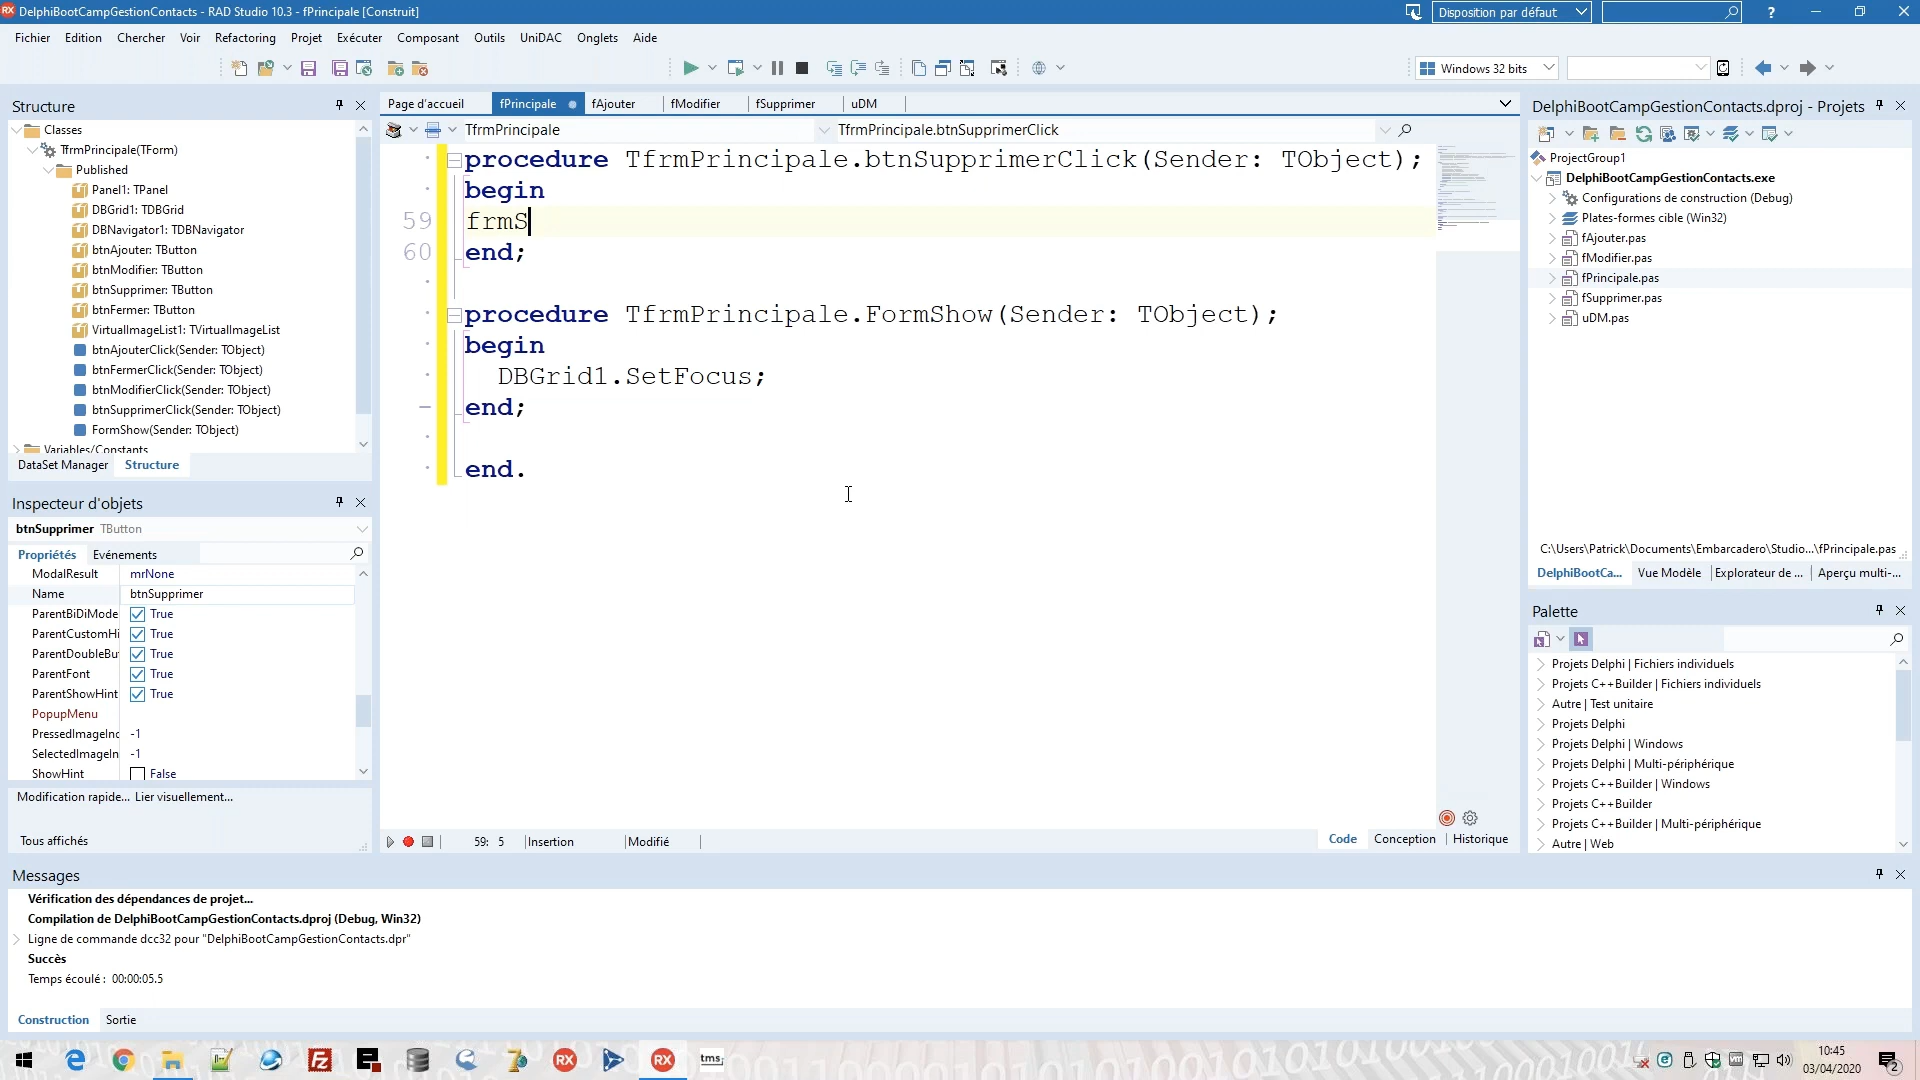 DelphiBootCampGestionContacts - RAD Studio 10.3 - fPrincipale [Construit]
Disposition par défaut
?
Fichier Edition Chercher Voir Refactoring Projet Exécuter Composant Outils UniDAC Onglets Aide
Windows 32 bits
Structure
Classes
TfrmPrincipale(TForm)
Published
Panel1: TPanel
DBGrid1: TDBGrid
DBNavigator1: TDBNavigator
btnAjouter: TButton
btnModifier: TButton
btnSupprimer: TButton
btnFermer: TButton
VirtualImageList1: TVirtualImageList
btnAjouterClick(Sender: TObject)
btnFermerClick(Sender: TObject)
btnModifierClick(Sender: TObject)
btnSupprimerClick(Sender: TObject)
FormShow(Sender: TObject)
Variables/Constants
DataSet Manager Structure
Inspecteur d'objets
btnSupprimer TButton
Propriétés Evénements
ModalResult mrNone
Name btnSupprimer
ParentBiDiMode True
ParentCustomHi True
ParentDoubleBu True
ParentFont True
ParentShowHint True
PopupMenu
PressedImageInd -1
SelectedImageIn -1
ShowHint False
Modification rapide... Lier visuellement...
Tous affichés
Page d'accueil fPrincipale fAjouter fModifier fSupprimer uDM
TfrmPrincipale TfrmPrincipale.btnSupprimerClick
procedure TfrmPrincipale.btnSupprimerClick(Sender: TObject);
begin
59 frmS
60 end;
procedure TfrmPrincipale.FormShow(Sender: TObject);
begin
DBGrid1.SetFocus;
end;
end.
59: 5 Insertion Modifié
Code Conception Historique
DelphiBootCampGestionContacts.dproj - Projets
ProjectGroup1
DelphiBootCampGestionContacts.exe
Configurations de construction (Debug)
Plates-formes cible (Win32)
fAjouter.pas
fModifier.pas
fPrincipale.pas
fSupprimer.pas
uDM.pas
C:\Users\Patrick\Documents\Embarcadero\Studio...\fPrincipale.pas
DelphiBootCa... Vue Modèle Explorateur de ... Aperçu multi-...
Palette
Projets Delphi | Fichiers individuels
Projets C++Builder | Fichiers individuels
Autre | Test unitaire
Projets Delphi
Projets Delphi | Windows
Projets Delphi | Multi-périphérique
Projets C++Builder | Windows
Projets C++Builder
Projets C++Builder | Multi-périphérique
Autre | Web
Messages
Vérification des dépendances de projet...
Compilation de DelphiBootCampGestionContacts.dproj (Debug, Win32)
Ligne de commande dcc32 pour "DelphiBootCampGestionContacts.dpr"
Succès
Temps écoulé : 00:00:05.5
Construction Sortie
RX RX tms
10:45
03/04/2020
2